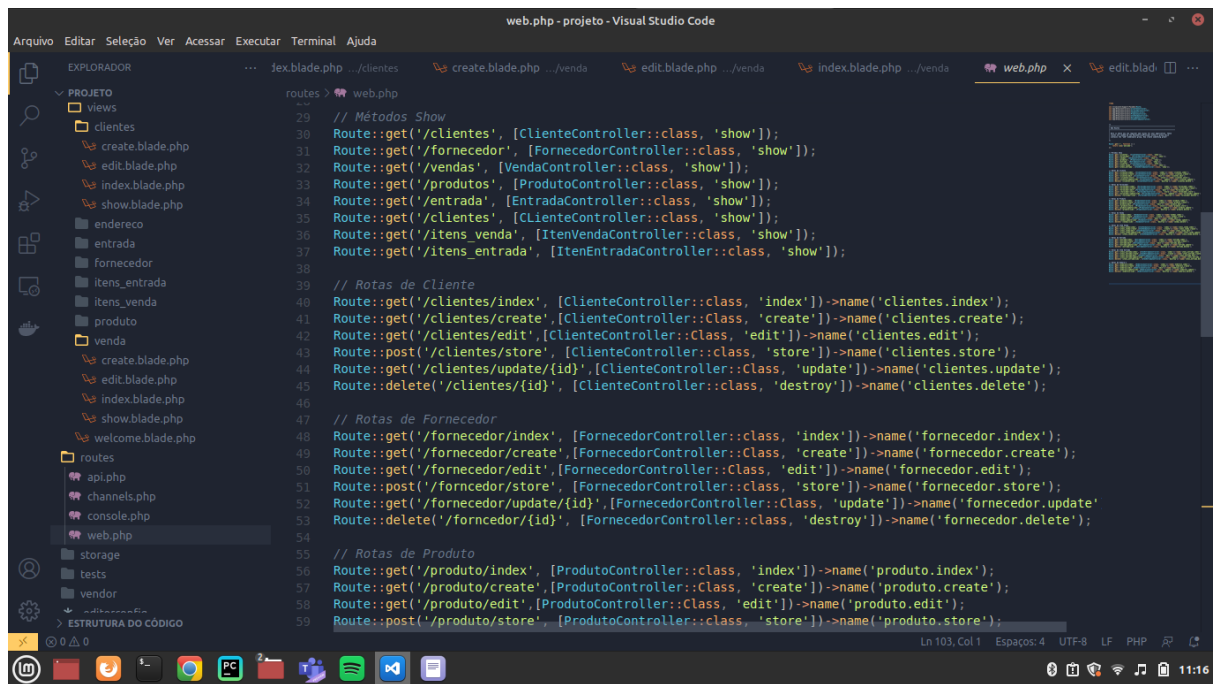 web.php - projeto - Visual Studio Code
Arquivo Editar Seleção Ver Acessar Executar Terminal Ajuda
EXPLORADOR
PROJETO
views
clientes
create.blade.php
edit.blade.php
index.blade.php
show.blade.php
endereco
entrada
fornecedor
itens_entrada
itens_venda
produto
venda
create.blade.php
edit.blade.php
index.blade.php
show.blade.php
welcome.blade.php
routes
api.php
channels.php
console.php
web.php
storage
tests
vendor
.editorconfig
ESTRUTURA DO CÓDIGO
dex.blade.php .../clientes create.blade.php .../venda edit.blade.php .../venda index.blade.php .../venda web.php edit.blad
routes > web.php
29 // Métodos Show
30 Route::get('/clientes', [ClienteController::class, 'show']);
31 Route::get('/fornecedor', [FornecedorController::class, 'show']);
32 Route::get('/vendas', [VendaController::class, 'show']);
33 Route::get('/produtos', [ProdutoController::class, 'show']);
34 Route::get('/entrada', [EntradaController::class, 'show']);
35 Route::get('/clientes', [CLienteController::class, 'show']);
36 Route::get('/itens_venda', [ItenVendaController::class, 'show']);
37 Route::get('/itens_entrada', [ItenEntradaController::class, 'show']);
38
39 // Rotas de Cliente
40 Route::get('/clientes/index', [ClienteController::class, 'index'])->name('clientes.index');
41 Route::get('/clientes/create',[ClienteController::Class, 'create'])->name('clientes.create');
42 Route::get('/clientes/edit',[ClienteController::Class, 'edit'])->name('clientes.edit');
43 Route::post('/clientes/store', [ClienteController::class, 'store'])->name('clientes.store');
44 Route::get('/clientes/update/{id}',[ClienteController::Class, 'update'])->name('clientes.update');
45 Route::delete('/clientes/{id}', [ClienteController::class, 'destroy'])->name('clientes.delete');
46
47 // Rotas de Fornecedor
48 Route::get('/fornecedor/index', [FornecedorController::class, 'index'])->name('fornecedor.index');
49 Route::get('/fornecedor/create',[FornecedorController::Class, 'create'])->name('fornecedor.create');
50 Route::get('/fornecedor/edit',[FornecedorController::Class, 'edit'])->name('fornecedor.edit');
51 Route::post('/forncedor/store', [FornecedorController::class, 'store'])->name('fornecedor.store');
52 Route::get('/fornecedor/update/{id}',[FornecedorController::Class, 'update'])->name('fornecedor.update'
53 Route::delete('/forncedor/{id}', [FornecedorController::class, 'destroy'])->name('fornecedor.delete');
54
55 // Rotas de Produto
56 Route::get('/produto/index', [ProdutoController::class, 'index'])->name('produto.index');
57 Route::get('/produto/create',[ProdutoController::Class, 'create'])->name('produto.create');
58 Route::get('/produto/edit',[ProdutoController::Class, 'edit'])->name('produto.edit');
59 Route::post('/produto/store', [ProdutoController::class, 'store'])->name('produto.store');
0 0 Ln 103, Col 1 Espaços: 4 UTF-8 LF PHP
PC 2 11:16